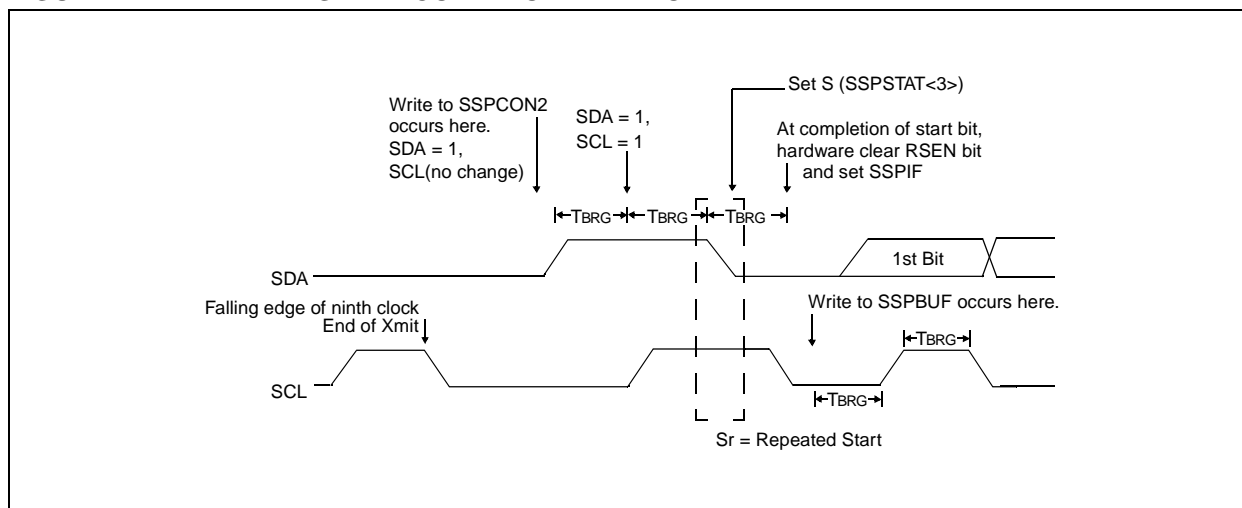 Set S (SSPSTAT<3>)
Write to SSPCON2
occurs here.
SDA = 1,
SCL(no change)
SDA = 1,
SCL = 1
At completion of start bit,
hardware clear RSEN bit
and set SSPIF
TBRG
TBRG
TBRG
SDA
1st Bit
Falling edge of ninth clock
End of Xmit
Write to SSPBUF occurs here.
TBRG
SCL
TBRG
Sr = Repeated Start